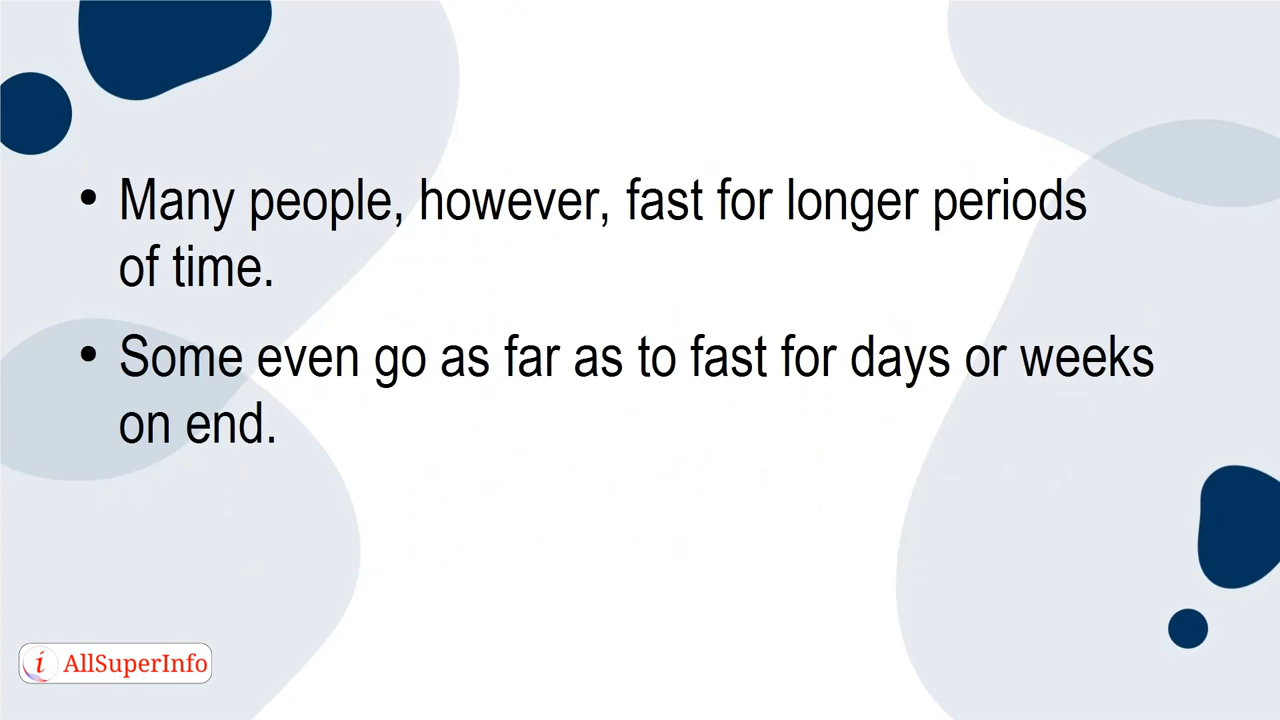 • Many people, however, fast for longer periods
of time.
• Some even go as far as to fast for days or weeks
on end.
i AllSuperInfo